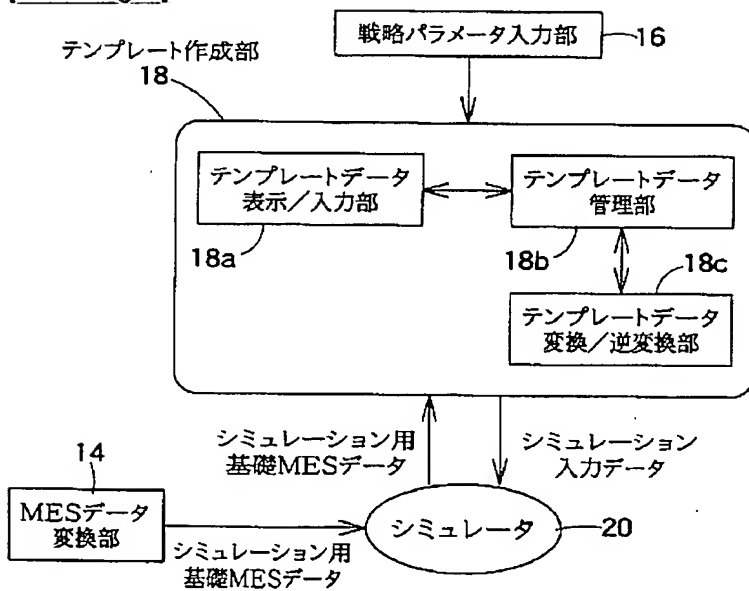 戦略パラメータ入力部
16
テンプレート作成部
18
テンプレートデータ
表示／入力部
18a
テンプレートデータ
管理部
18b
18c
テンプレートデータ
変換／逆変換部
シミュレーション用
基礎MESデータ
シミュレーション
入力データ
14
MESデータ
変換部
シミュレーション用
基礎MESデータ
シミュレータ
20